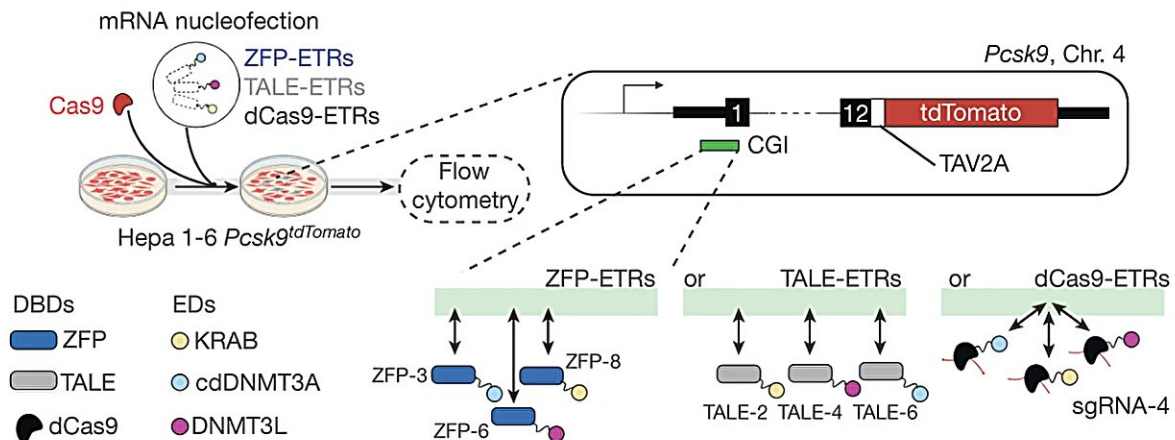 mRNA nucleofection
ZFP-ETRs
TALE-ETRs
dCas9-ETRs
Cas9
Flow
cytometry
Hepa 1-6 Pcsk9tdTomato
Pcsk9, Chr. 4
1
12
tdTomato
CGI
TAV2A
DBDs
ZFP
TALE
dCas9
EDs
KRAB
cdDNMT3A
DNMT3L
ZFP-ETRs
ZFP-3
ZFP-8
ZFP-6
or
TALE-ETRs
TALE-2
TALE-4
TALE-6
or
dCas9-ETRs
sgRNA-4